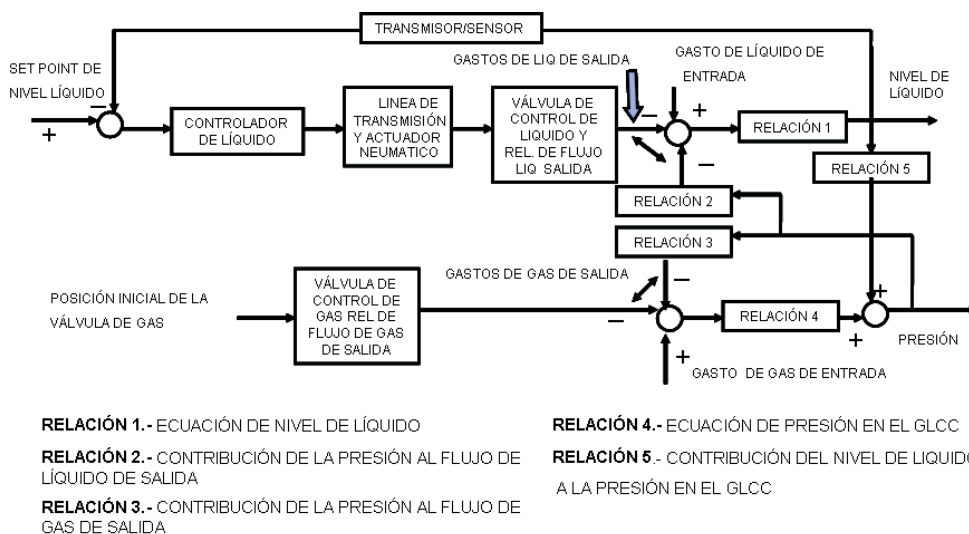 TRANSMISOR/SENSOR
SET POINT DE
NIVEL LÍQUIDO
GASTOS DE LIQ DE SALIDA
GASTO DE LÍQUIDO DE
ENTRADA
NIVEL DE
LÍQUIDO
−
+
CONTROLADOR
DE LÍQUIDO
LINEA DE
TRANSMISIÓN
Y ACTUADOR
NEUMATICO
VÁLVULA DE
CONTROL DE
LIQUIDO Y
REL. DE FLUJO
LIQ SALIDA
−
+
−
RELACIÓN 1
RELACIÓN 5
RELACIÓN 2
RELACIÓN 3
POSICIÓN INICIAL DE LA
VÁLVULA DE GAS
VÁLVULA DE
CONTROL DE
GAS REL DE
FLUJO DE GAS
DE SALIDA
GASTOS DE GAS DE SALIDA
−
−
+
RELACIÓN 4
+
+
PRESIÓN
GASTO DE GAS DE ENTRADA
RELACIÓN 1.- ECUACIÓN DE NIVEL DE LÍQUIDO
RELACIÓN 2.- CONTRIBUCIÓN DE LA PRESIÓN AL FLUJO DE
LÍQUIDO DE SALIDA
RELACIÓN 3.- CONTRIBUCIÓN DE LA PRESIÓN AL FLUJO DE
GAS DE SALIDA
RELACIÓN 4.- ECUACIÓN DE PRESIÓN EN EL GLCC
RELACIÓN 5.- CONTRIBUCIÓN DEL NIVEL DE LIQUIDO
A LA PRESIÓN EN EL GLCC